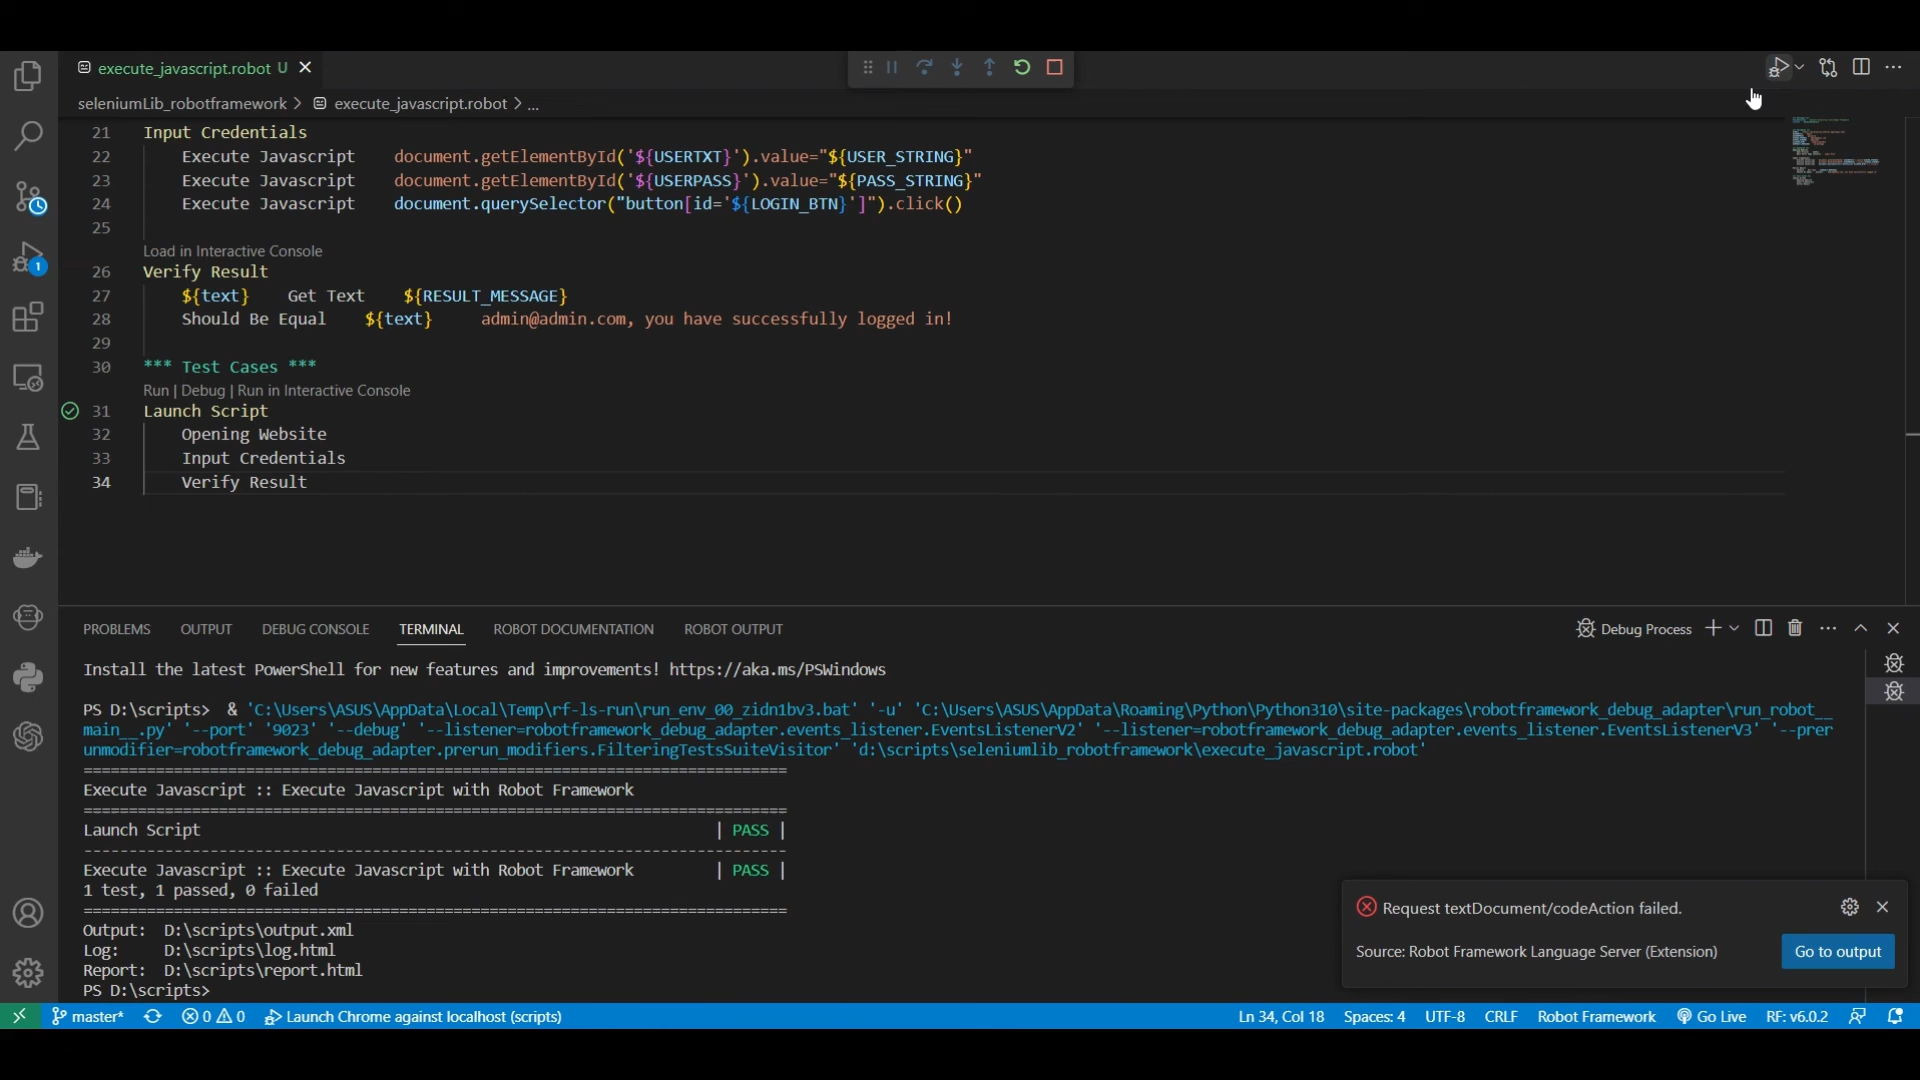 execute_javascript.robot U
seleniumLib_robotframework > execute_javascript.robot > ...
21 Input Credentials
22 Execute Javascript    document.getElementById('${USERTXT}').value="${USER_STRING}"
23 Execute Javascript    document.getElementById('${USERPASS}').value="${PASS_STRING}"
24 Execute Javascript    document.querySelector("button[id='${LOGIN_BTN}']").click()
25
Load in Interactive Console
26 Verify Result
27 ${text}    Get Text    ${RESULT_MESSAGE}
28 Should Be Equal    ${text}    admin@admin.com, you have successfully logged in!
29
30 *** Test Cases ***
Run | Debug | Run in Interactive Console
31 Launch Script
32 Opening Website
33 Input Credentials
34 Verify Result
1
PROBLEMS OUTPUT DEBUG CONSOLE TERMINAL ROBOT DOCUMENTATION ROBOT OUTPUT Debug Process
Install the latest PowerShell for new features and improvements! https://aka.ms/PSWindows
PS D:\scripts>  & 'C:\Users\ASUS\AppData\Local\Temp\rf-ls-run\run_env_00_zidn1bv3.bat' '-u' 'C:\Users\ASUS\AppData\Roaming\Python\Python310\site-packages\robotframework_debug_adapter\run_robot__
main__.py' '--port' '9023' '--debug' '--listener=robotframework_debug_adapter.events_listener.EventsListenerV2' '--listener=robotframework_debug_adapter.events_listener.EventsListenerV3' '--prer
unmodifier=robotframework_debug_adapter.prerun_modifiers.FilteringTestsSuiteVisitor' 'd:\scripts\seleniumlib_robotframework\execute_javascript.robot'
==============================================================================
Execute Javascript :: Execute Javascript with Robot Framework
==============================================================================
Launch Script | PASS |
------------------------------------------------------------------------------
Execute Javascript :: Execute Javascript with Robot Framework | PASS |
1 test, 1 passed, 0 failed
==============================================================================
Output:  D:\scripts\output.xml
Log:     D:\scripts\log.html
Report:  D:\scripts\report.html
PS D:\scripts>
Request textDocument/codeAction failed.
Source: Robot Framework Language Server (Extension)
Go to output
master* 0 0 Launch Chrome against localhost (scripts) Ln 34, Col 18 Spaces: 4 UTF-8 CRLF Robot Framework Go Live RF: v6.0.2